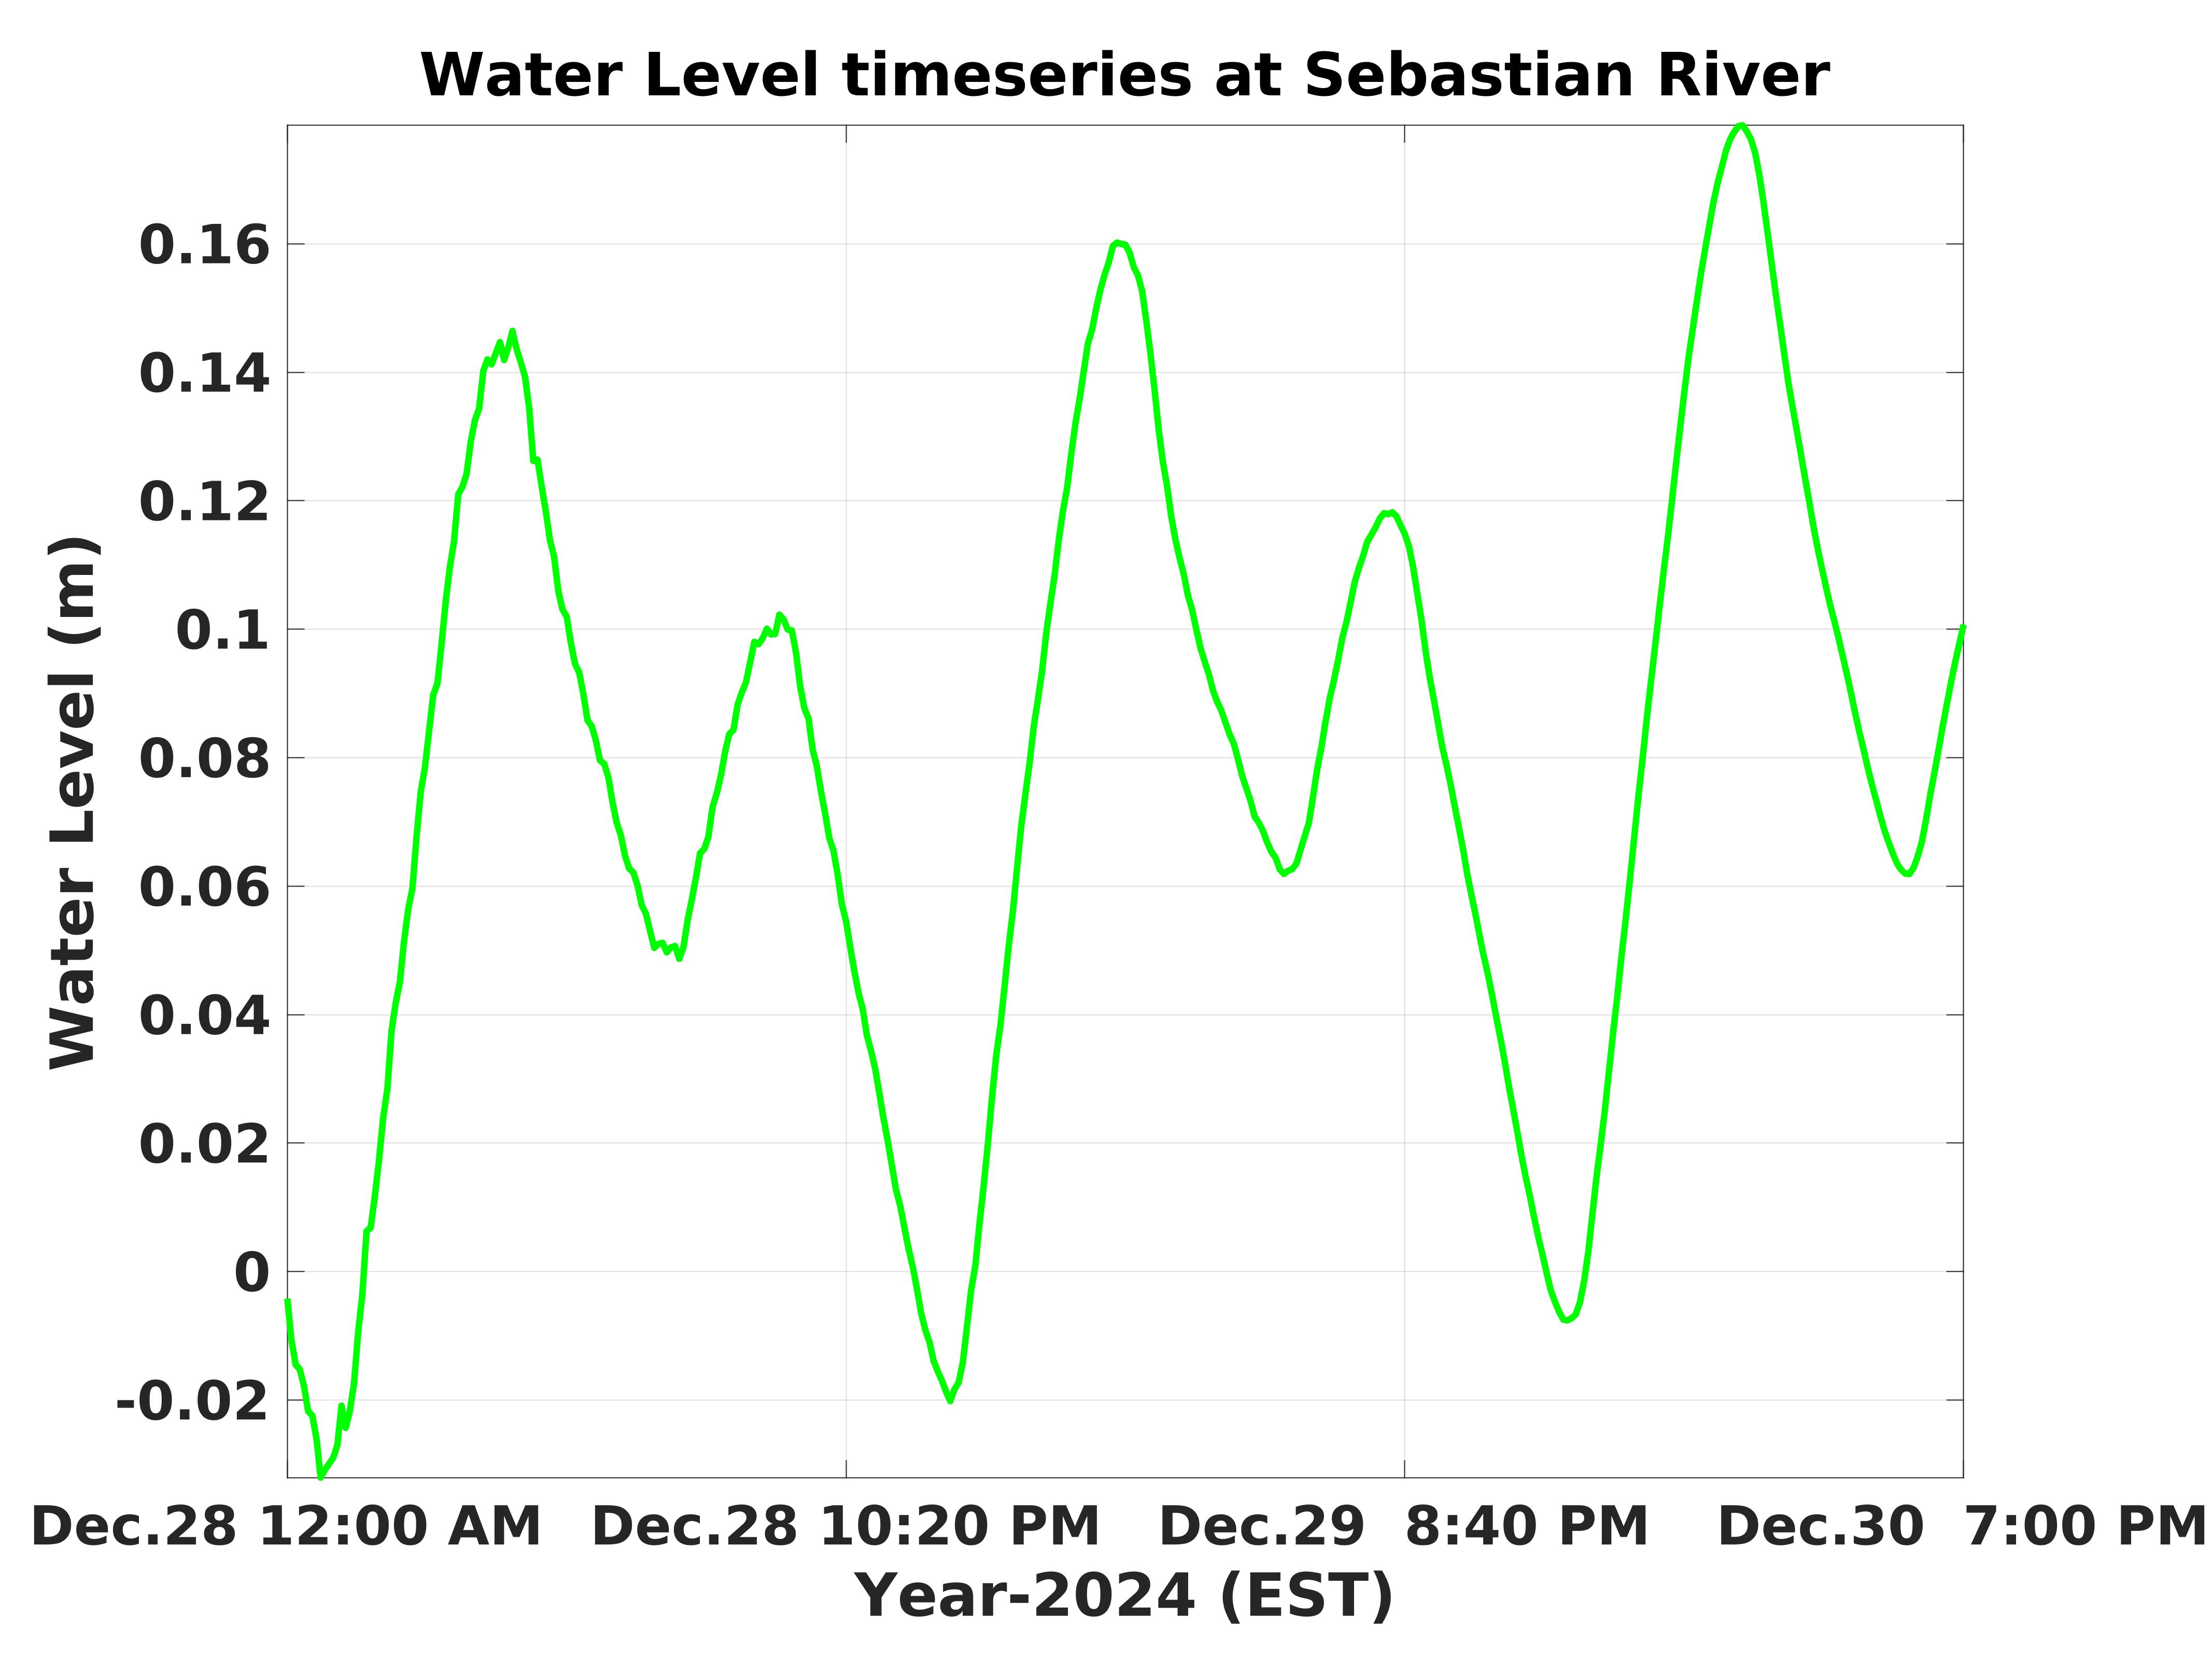 Water Level timeseries at Sebastian River
Water Level (m)
0.16
0.14
0.12
0.1
0.08
0.06
0.04
0.02
0
-0.02
Dec.28 12:00 AM Dec.28 10:20 PM Dec.29 8:40 PM Dec.30 7:00 PM
Year-2024 (EST)